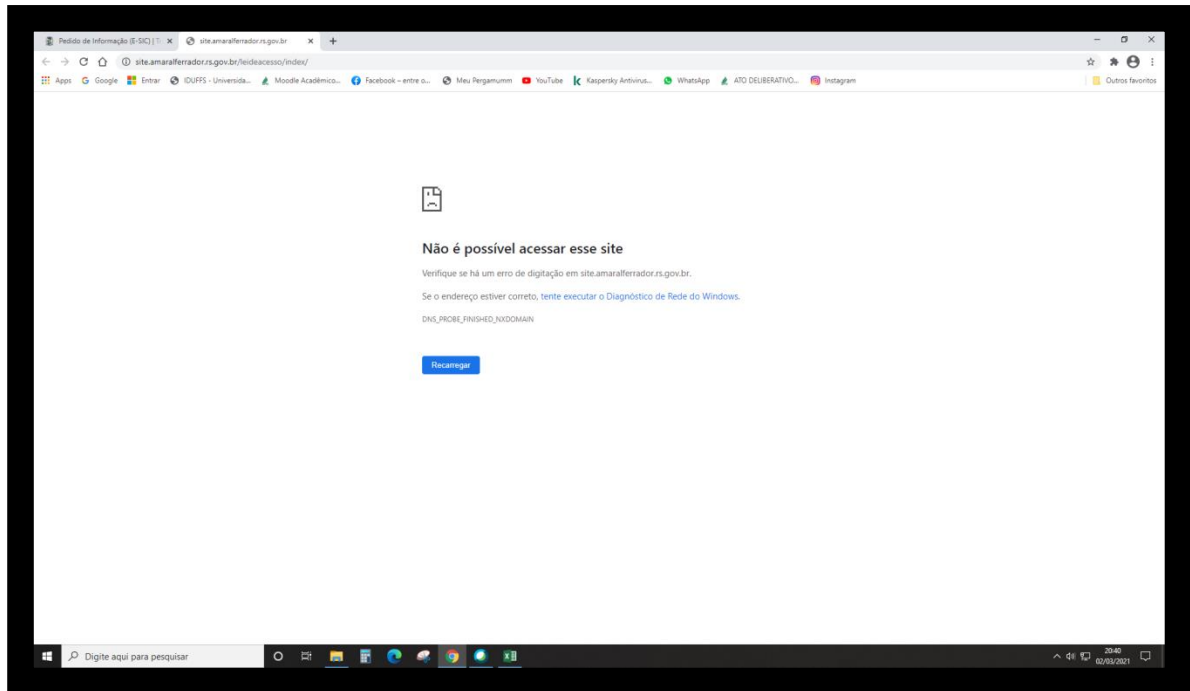 Pedido de Informação (E-SIC) | T
site.amaralferrador.rs.gov.br
site.amaralferrador.rs.gov.br/leideacesso/index/
Apps Google Entrar IDUFFS - Universida... Moodle Acadêmico... Facebook – entre o... Meu Pergamumm YouTube Kaspersky Antivirus... WhatsApp ATO DELIBERATIVO... Instagram Outros favoritos
Não é possível acessar esse site
Verifique se há um erro de digitação em site.amaralferrador.rs.gov.br.
Se o endereço estiver correto, tente executar o Diagnóstico de Rede do Windows.
DNS_PROBE_FINISHED_NXDOMAIN
Recarregar
Digite aqui para pesquisar
20:40
02/03/2021